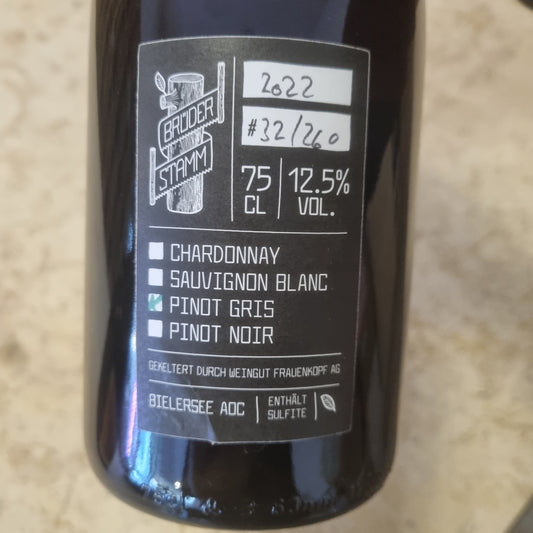 BRÜDER
STAMM
2022
#32/260
75 CL
12.5% VOL.
CHARDONNAY
SAUVIGNON BLANC
PINOT GRIS
PINOT NOIR
GEKELTERT DURCH WEINGUT FRAUENKOPF AG
BIELERSEE AOC
ENTHÄLT
SULFITE